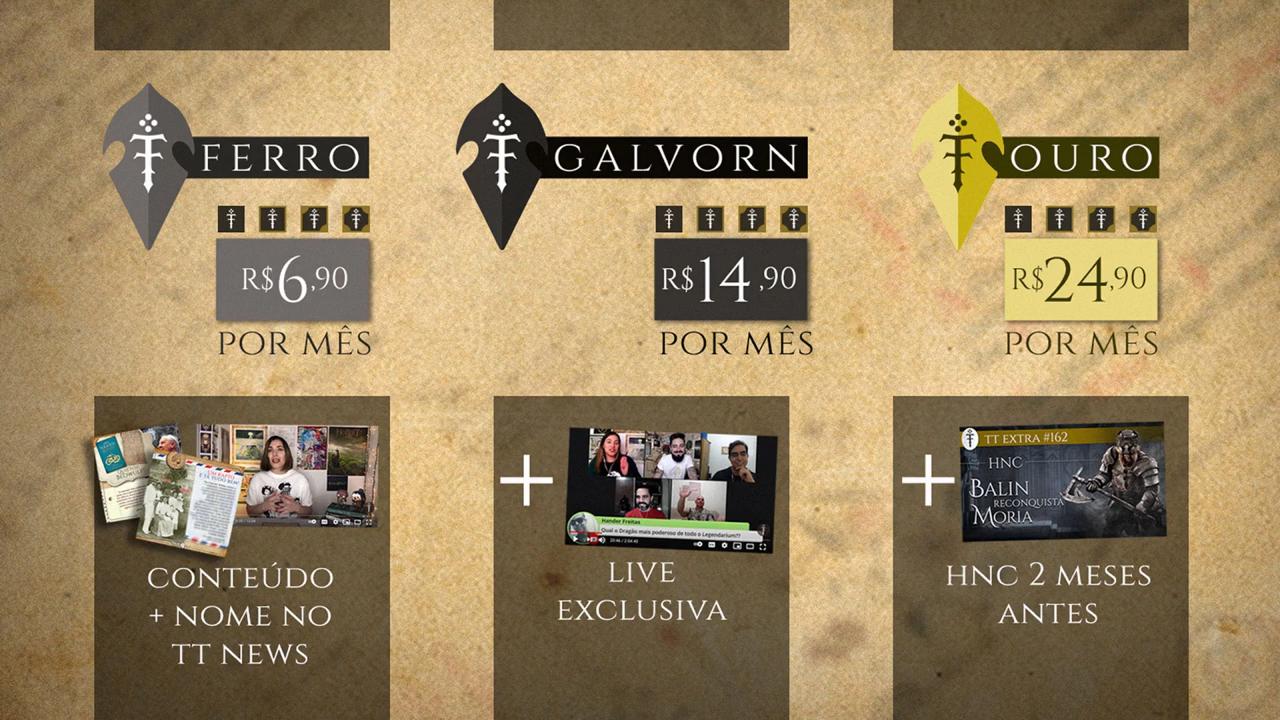 FERRO
R$6,90
POR MÊS
CONTEÚDO
+ NOME NO
TT NEWS
GALVORN
R$14,90
POR MÊS
+
Hander Freitas
Qual o Dragão mais poderoso de todo o Legendarium??
LIVE
EXCLUSIVA
OURO
R$24,90
POR MÊS
+
TT EXTRA #162
HNC
BALIN
RECONQUISTA
MORIA
HNC 2 MESES
ANTES